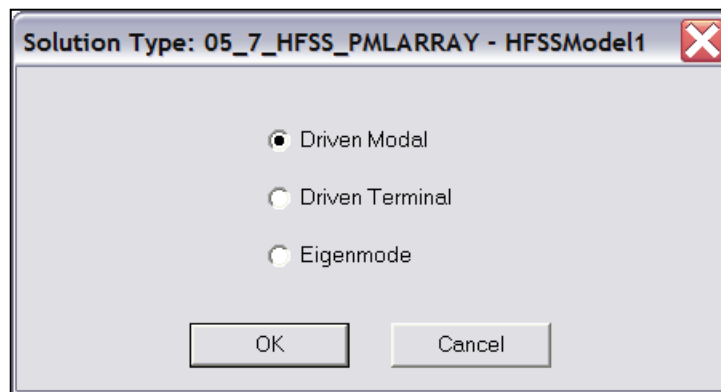 Solution Type: 05_7_HFSS_PMLARRAY - HFSSModel1
Driven Modal
Driven Terminal
Eigenmode
OK Cancel